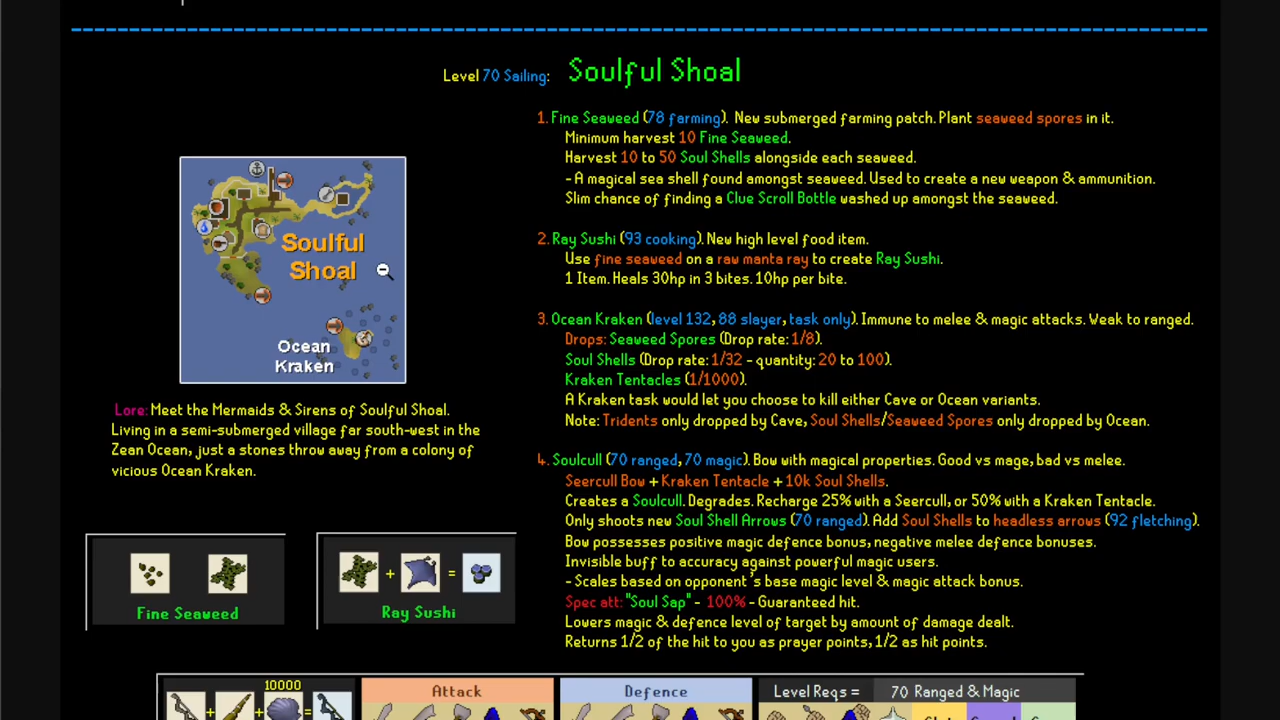 Level 70 Sailing: Soulful Shoal
1. Fine Seaweed (78 farming). New submerged farming patch. Plant seaweed spores in it.
Minimum harvest 10 Fine Seaweed.
Harvest 10 to 50 Soul Shells alongside each seaweed.
- A magical sea shell found amongst seaweed. Used to create a new weapon & ammunition.
Slim chance of finding a Clue Scroll Bottle washed up amongst the seaweed.
2. Ray Sushi (93 cooking). New high level food item.
Use fine seaweed on a raw manta ray to create Ray Sushi.
1 Item. Heals 30hp in 3 bites. 10hp per bite.
3. Ocean Kraken (level 132, 88 slayer, task only). Immune to melee & magic attacks. Weak to ranged.
Drops: Seaweed Spores (Drop rate: 1/8).
Soul Shells (Drop rate: 1/32 - quantity: 20 to 100).
Kraken Tentacles (1/1000).
A Kraken task would let you choose to kill either Cave or Ocean variants.
Note: Tridents only dropped by Cave, Soul Shells/Seaweed Spores only dropped by Ocean.
4. Soulcull (70 ranged, 70 magic). Bow with magical properties. Good vs mage, bad vs melee.
Seercull Bow + Kraken Tentacle + 10k Soul Shells.
Creates a Soulcull. Degrades. Recharge 25% with a Seercull, or 50% with a Kraken Tentacle.
Only shoots new Soul Shell Arrows (70 ranged). Add Soul Shells to headless arrows (92 fletching).
Bow possesses positive magic defence bonus, negative melee defence bonuses.
Invisible buff to accuracy against powerful magic users.
- Scales based on opponent's base magic level & magic attack bonus.
Spec att: "Soul Sap" - 100% - Guaranteed hit.
Lowers magic & defence level of target by amount of damage dealt.
Returns 1/2 of the hit to you as prayer points, 1/2 as hit points.
Soulful
Shoal
Ocean
Kraken
Lore: Meet the Mermaids & Sirens of Soulful Shoal.
Living in a semi-submerged village far south-west in the
Zean Ocean, just a stones throw away from a colony of
vicious Ocean Kraken.
Fine Seaweed
+ =
Ray Sushi
10000
+ + =
Attack
Defence
Level Reqs = 70 Ranged & Magic